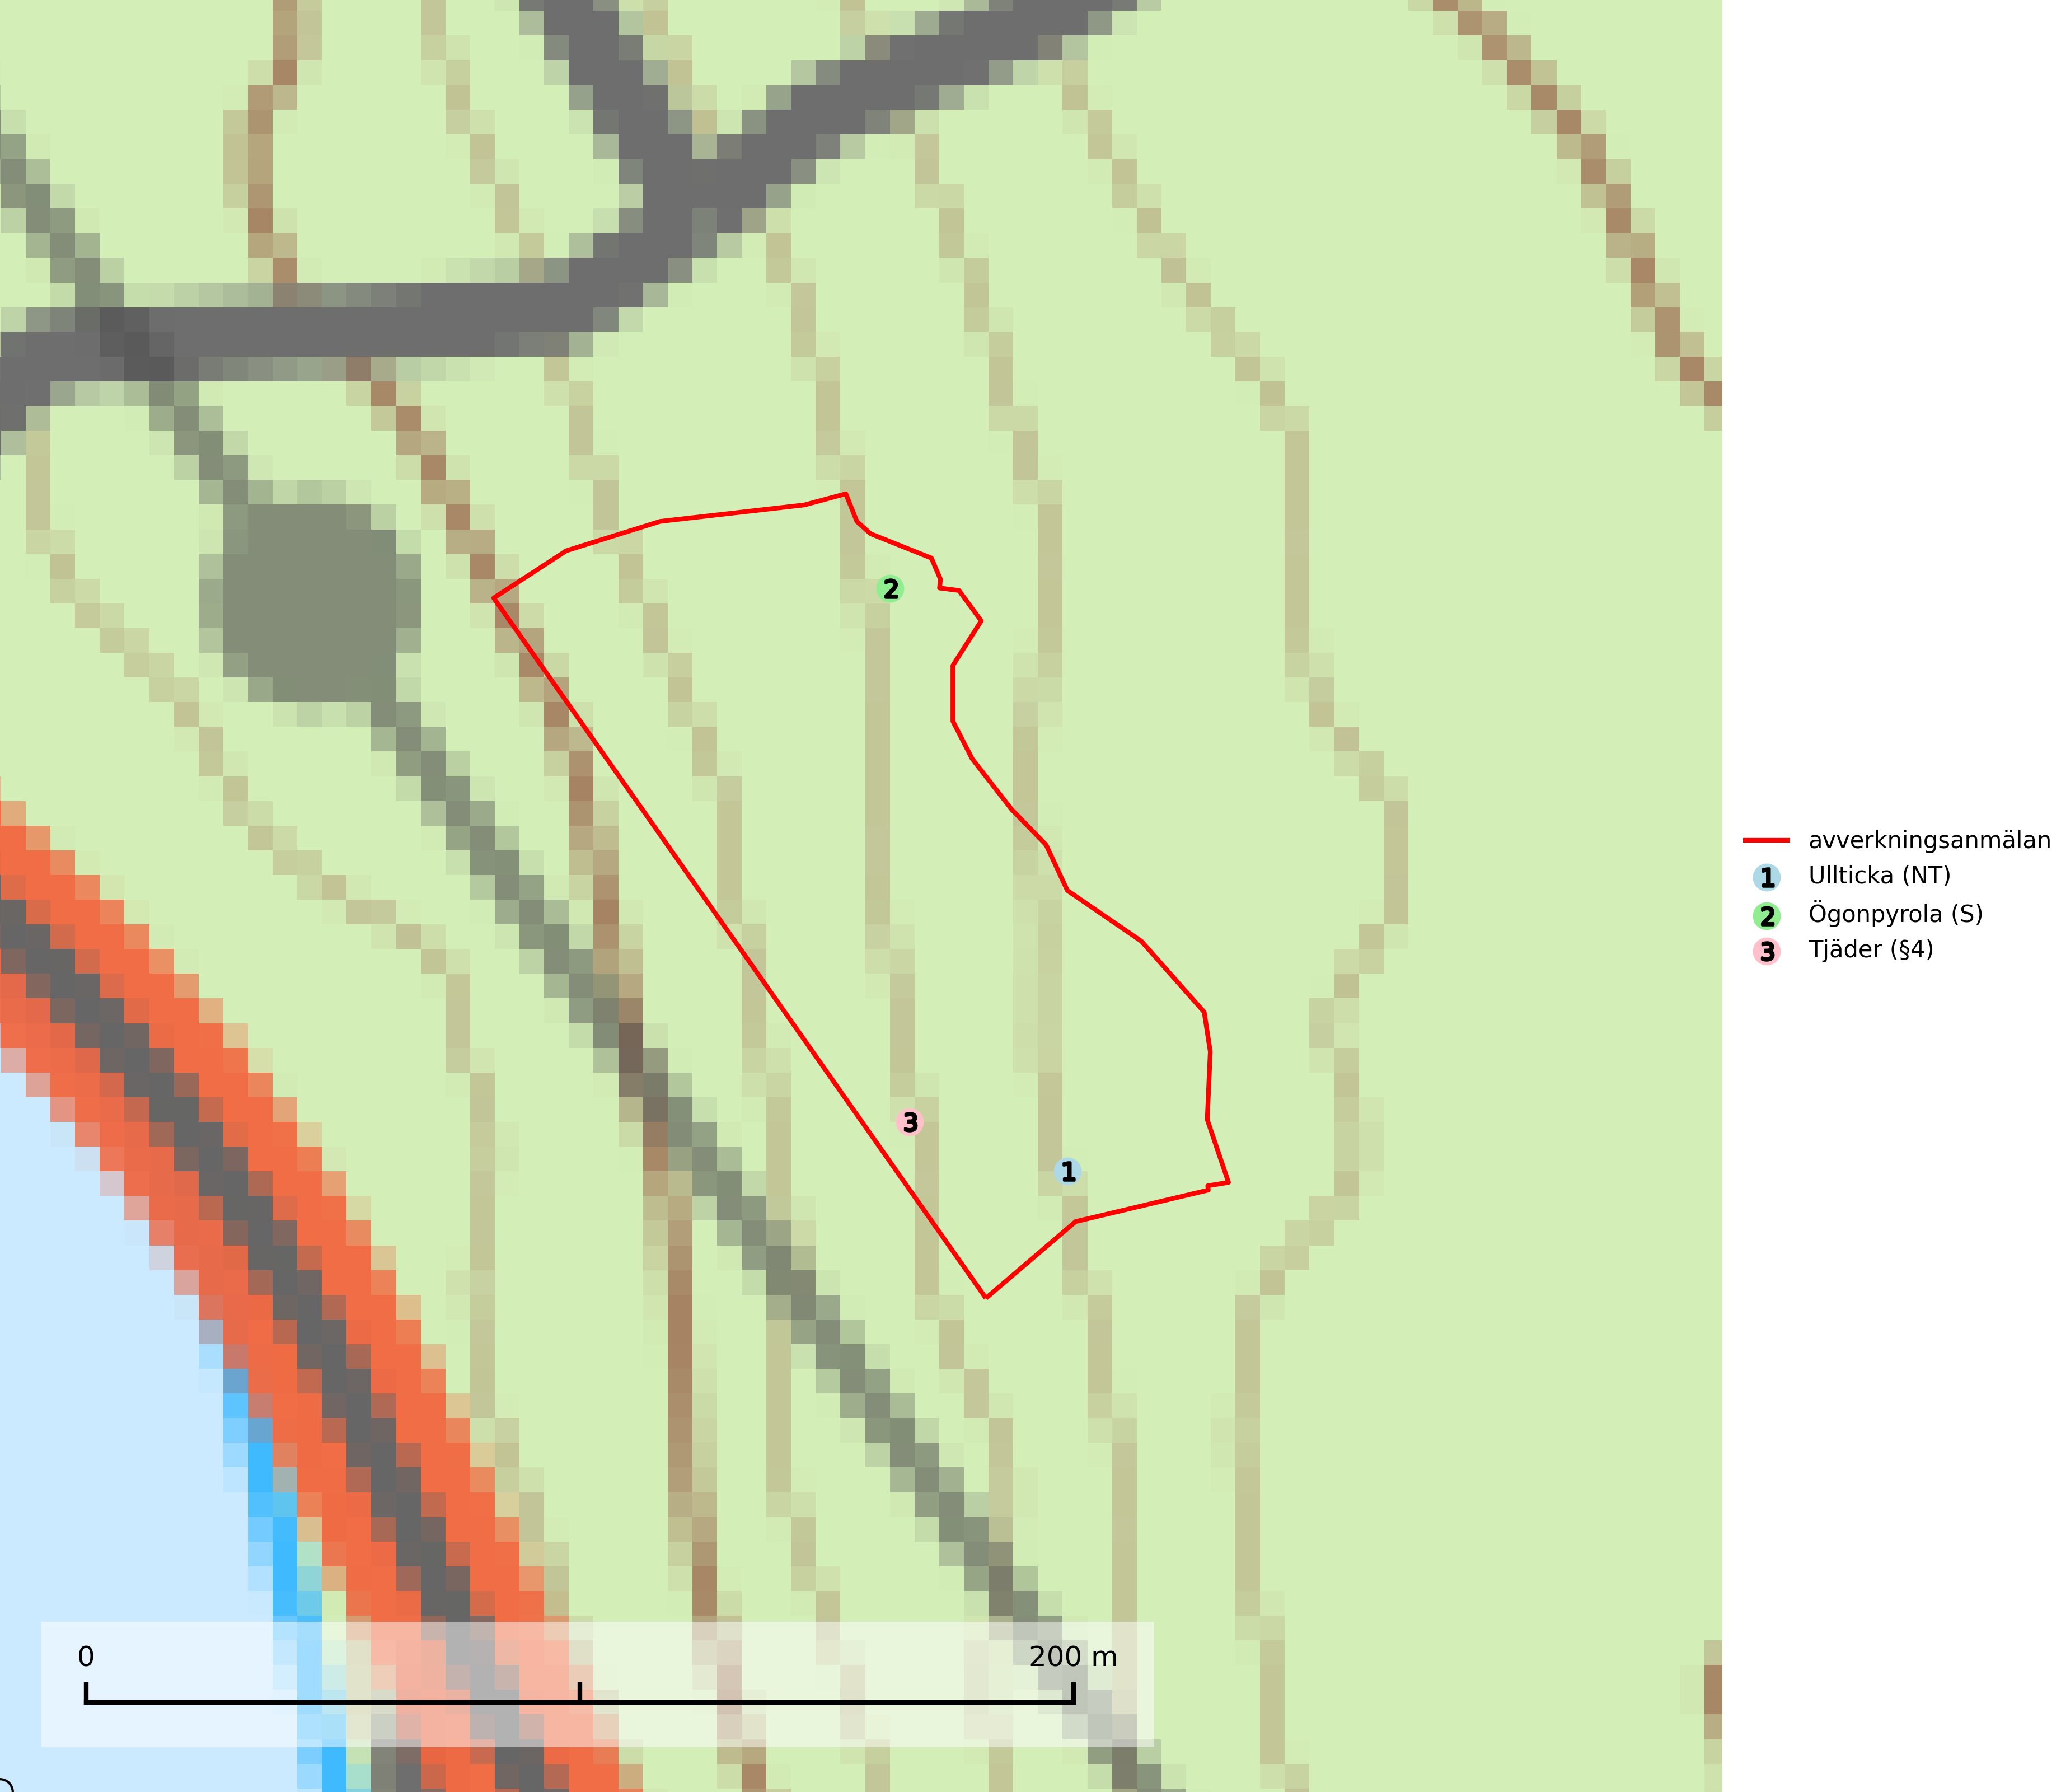 2
3
1
avverkningsanmälan
1 Ullticka (NT)
2 Ögonpyrola (S)
3 Tjäder (§4)
0 200 m